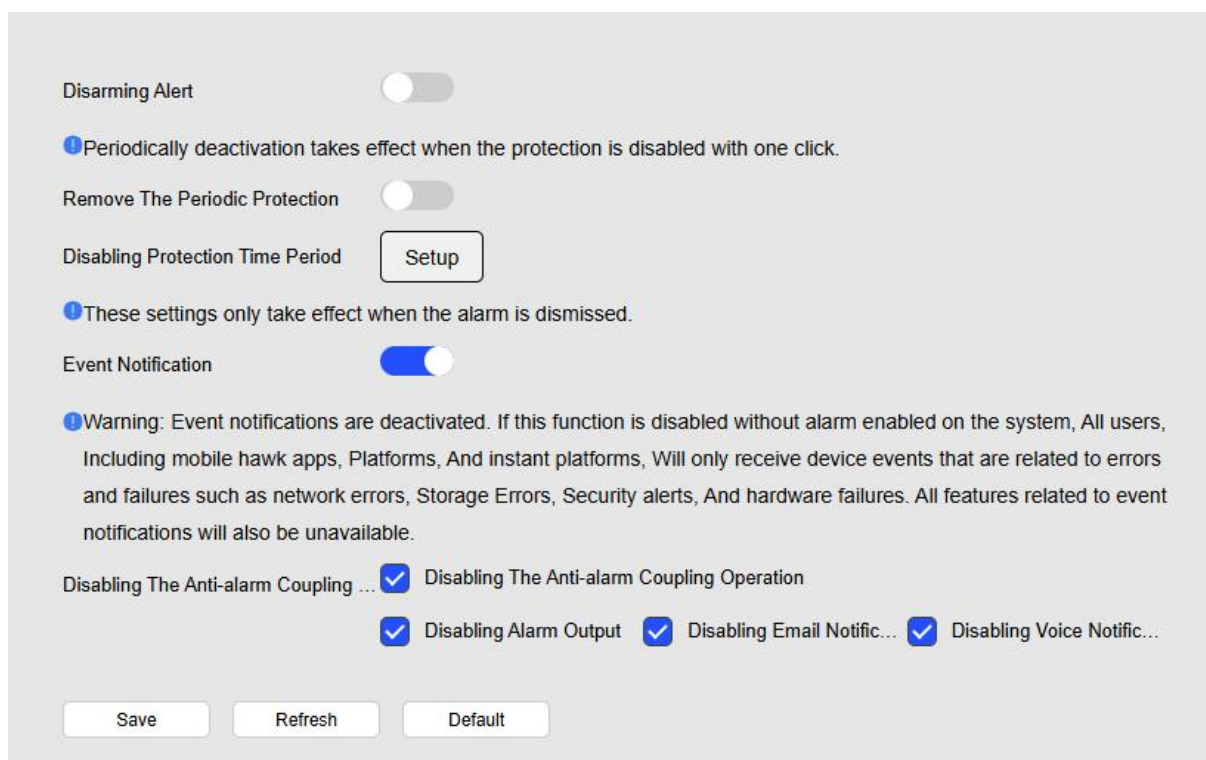 Disarming Alert
Periodically deactivation takes effect when the protection is disabled with one click.
Remove The Periodic Protection
Disabling Protection Time Period Setup
These settings only take effect when the alarm is dismissed.
Event Notification
Warning: Event notifications are deactivated. If this function is disabled without alarm enabled on the system, All users,
Including mobile hawk apps, Platforms, And instant platforms, Will only receive device events that are related to errors
and failures such as network errors, Storage Errors, Security alerts, And hardware failures. All features related to event
notifications will also be unavailable.
Disabling The Anti-alarm Coupling ... Disabling The Anti-alarm Coupling Operation
Disabling Alarm Output Disabling Email Notific... Disabling Voice Notific...
Save Refresh Default